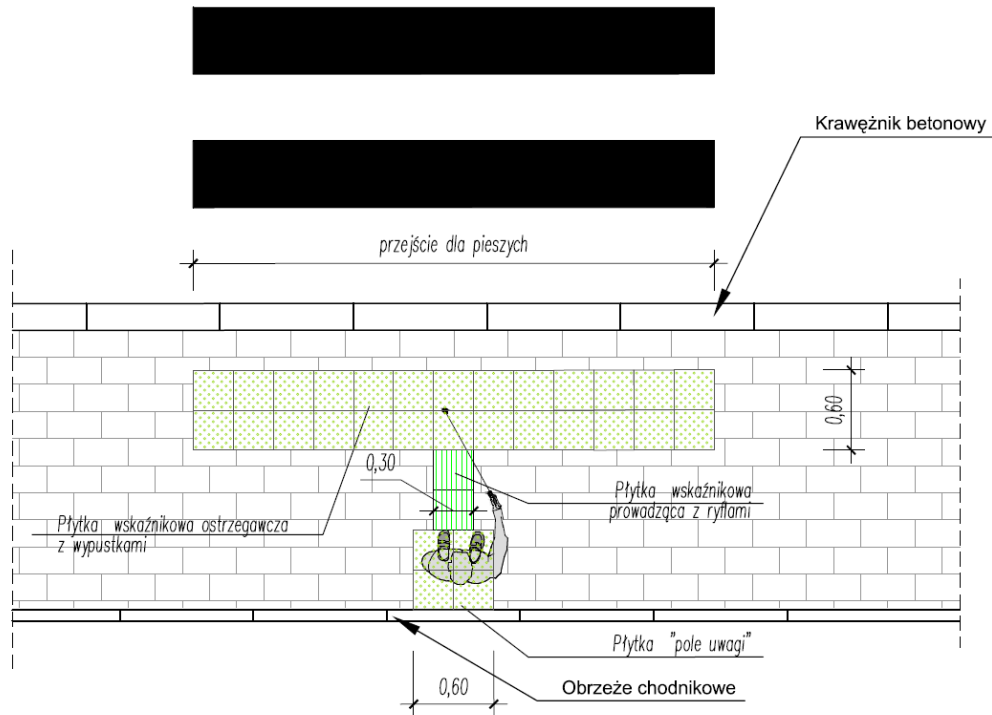 Krawężnik betonowy
przejście dla pieszych
0,60
0,30
Płytka wskaźnikowa
prowadząca z ryflami
Płytka wskaźnikowa ostrzegawcza
z wypustkami
Płytka "pole uwagi"
0,60
Obrzeże chodnikowe